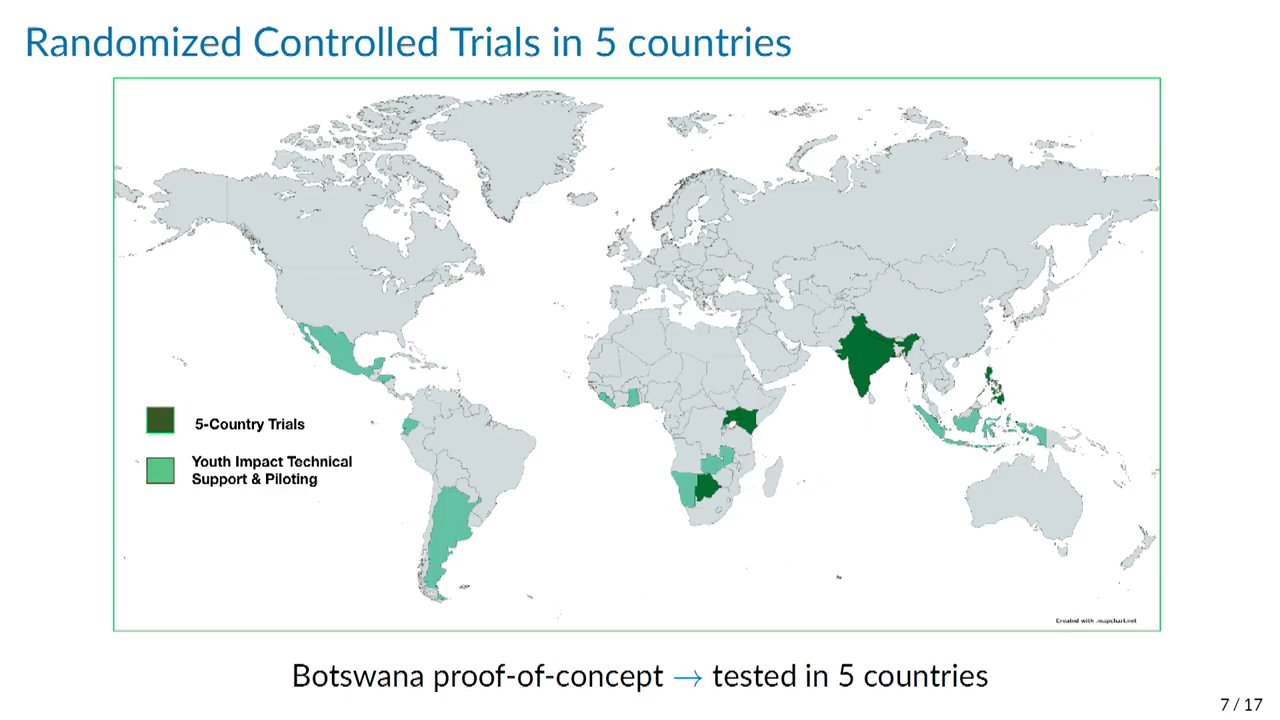 Randomized Controlled Trials in 5 countries
5-Country Trials
Youth Impact Technical
Support & Piloting
Created with mapchart.net
Botswana proof-of-concept → tested in 5 countries
7 / 17